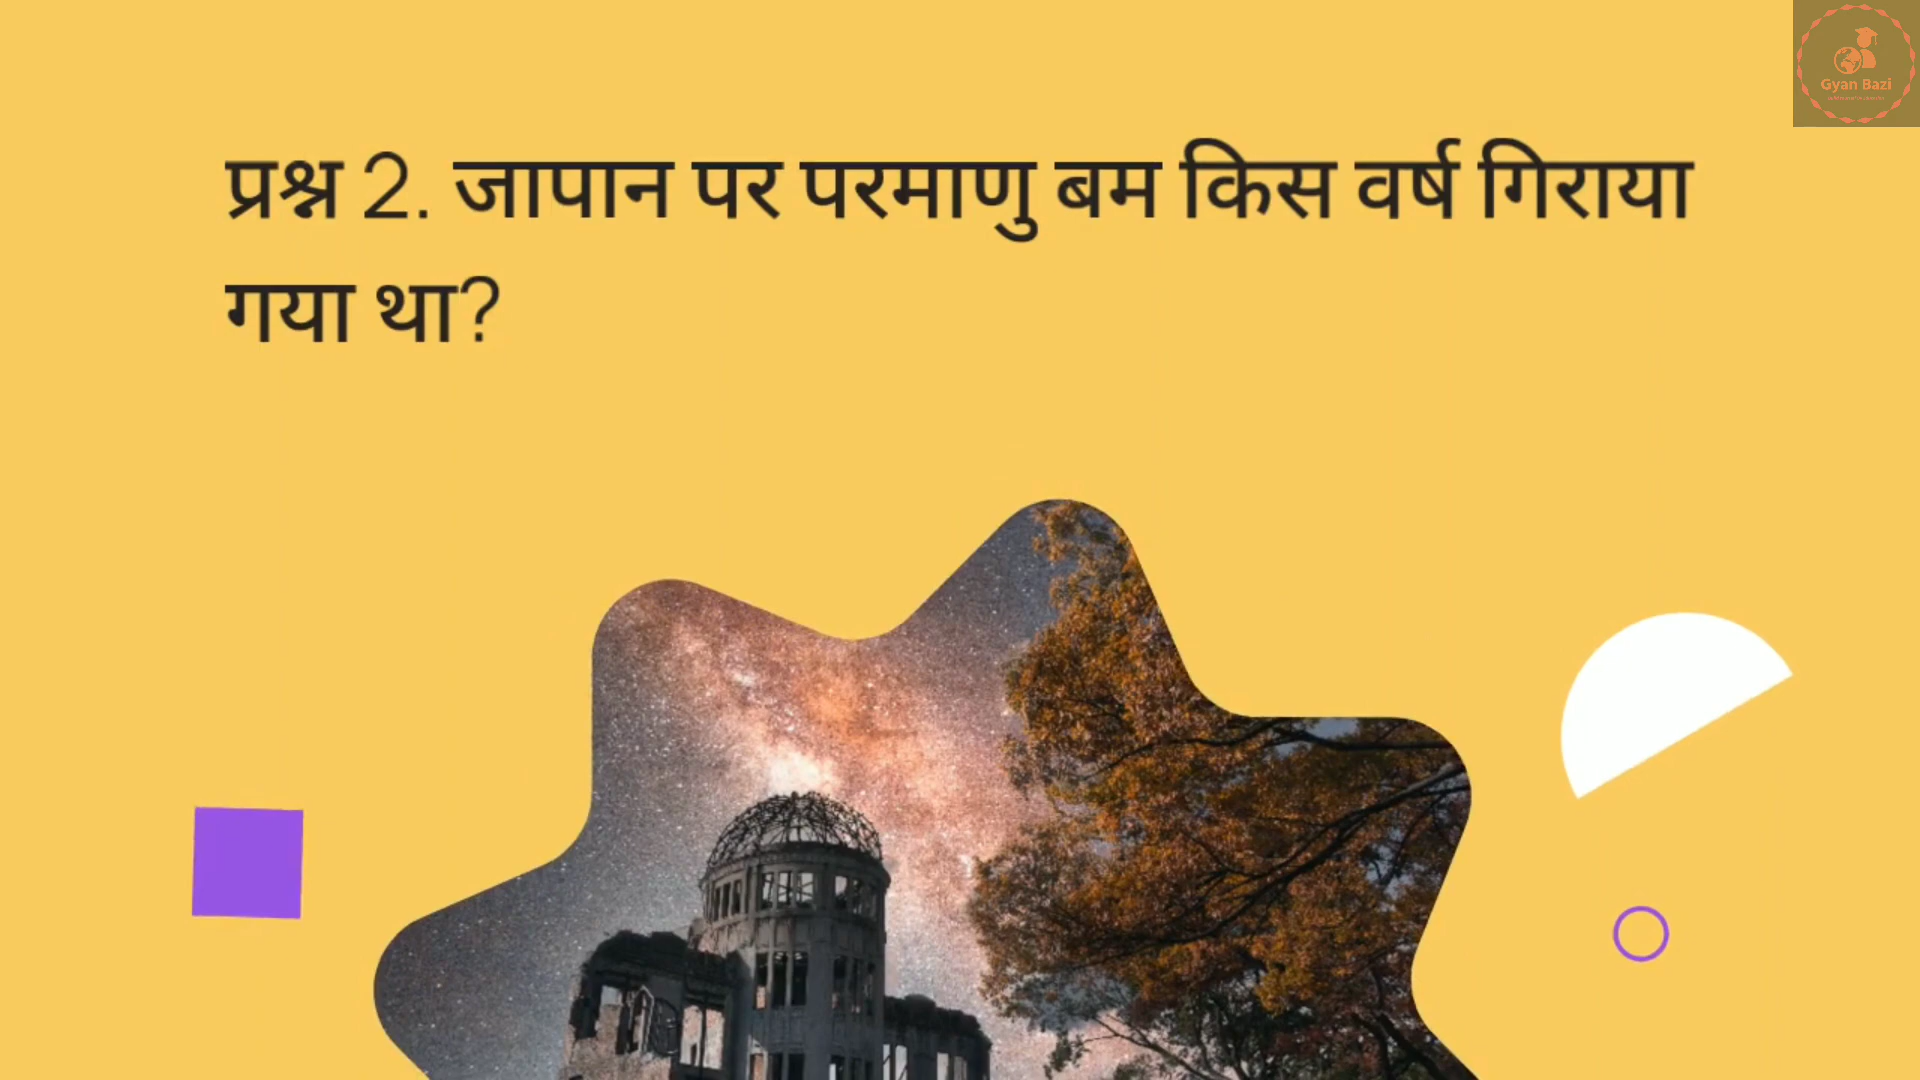 प्रश्न 2. जापान पर परमाणु बम किस वर्ष गिराया
गया था?
Gyan Bazi